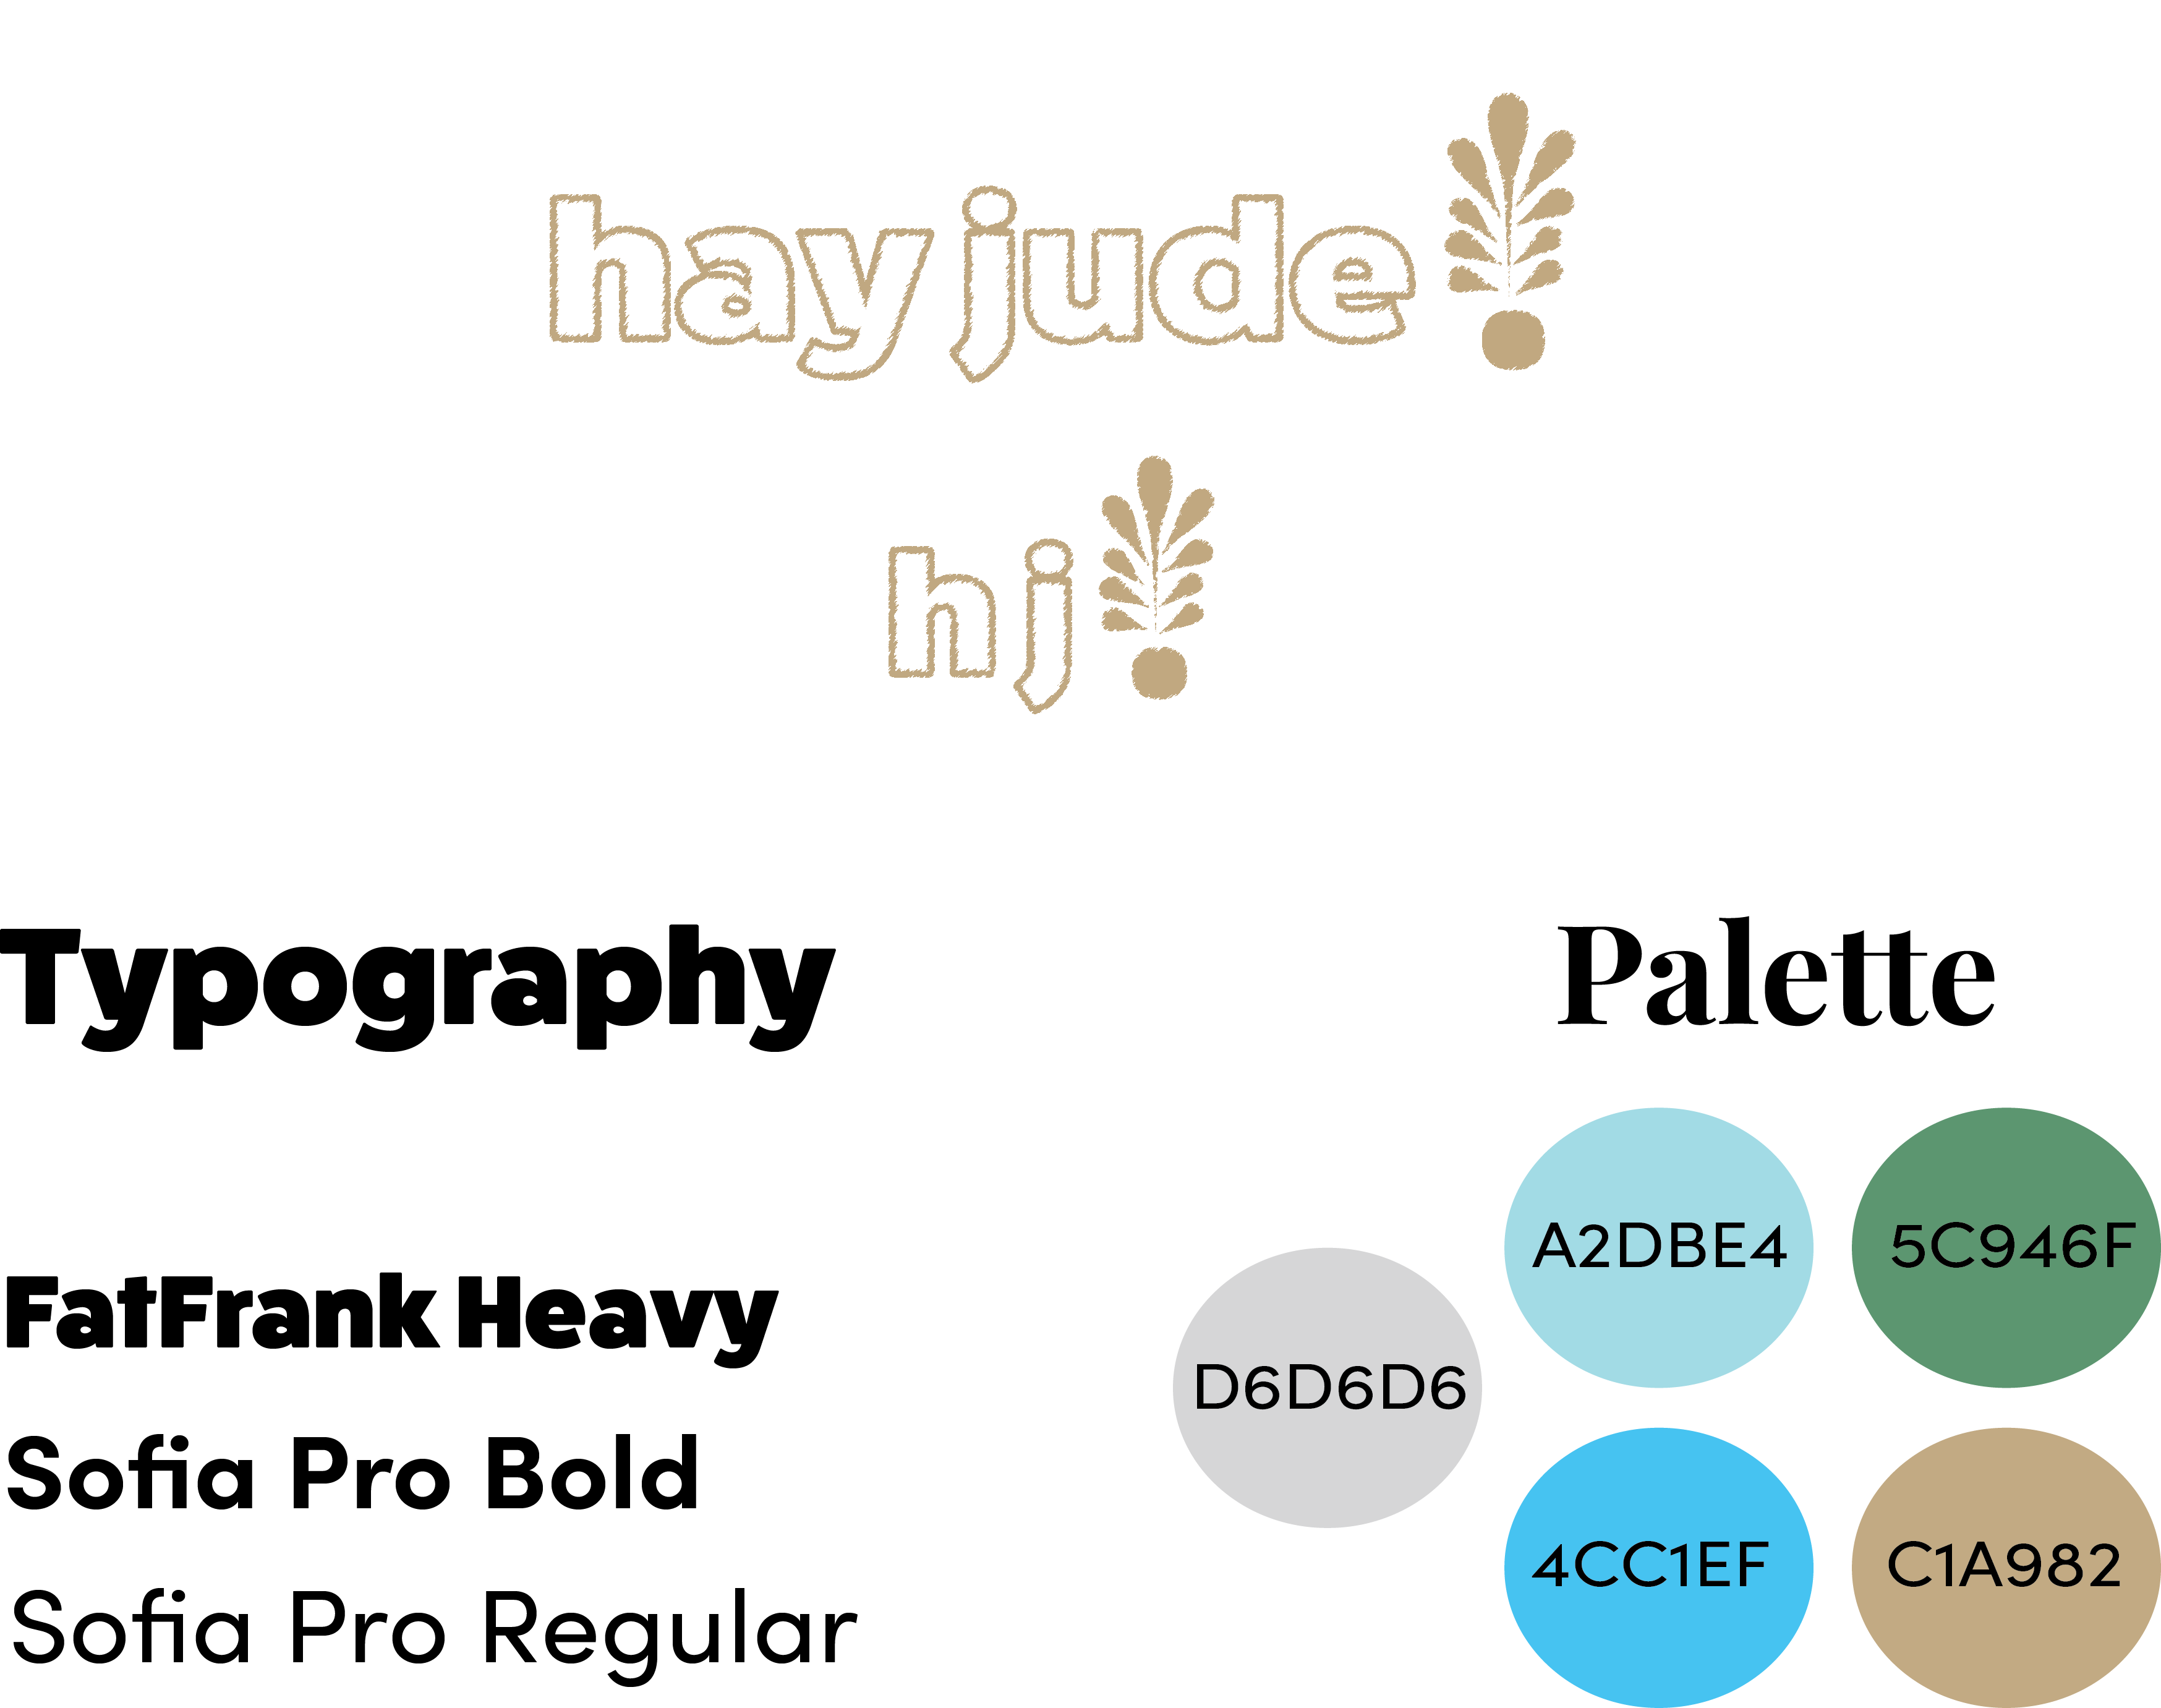 hay jude
hj
Typography
FatFrank Heavy
Sofia Pro Bold
Sofia Pro Regular
Palette
A2DBE4
5C946F
D6D6D6
4CC1EF
C1A982